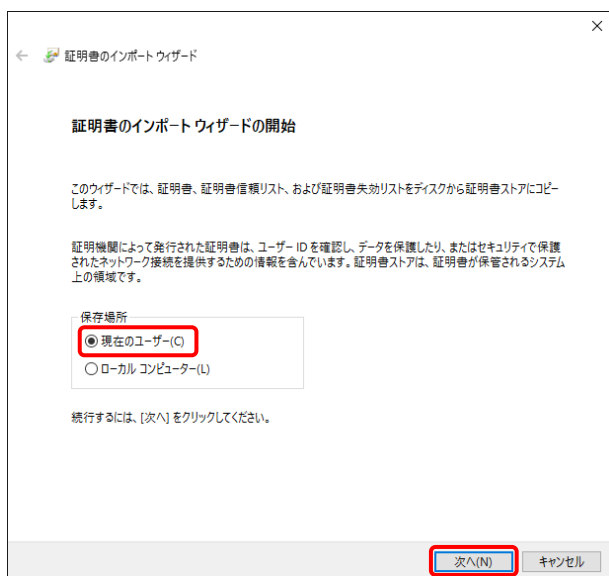 証明書のインポート ウィザード
証明書のインポート ウィザードの開始
このウィザードでは、証明書、証明書信頼リスト、および証明書失効リストをディスクから証明書ストアにコピー
します。
証明機関によって発行された証明書は、ユーザー ID を確認し、データを保護したり、またはセキュリティで保護
されたネットワーク接続を提供するための情報を含んでいます。証明書ストアは、証明書が保管されるシステム
上の領域です。
保存場所
現在のユーザー(C)
ローカル コンピューター(L)
続行するには、[次へ] をクリックしてください。
次へ(N) キャンセル